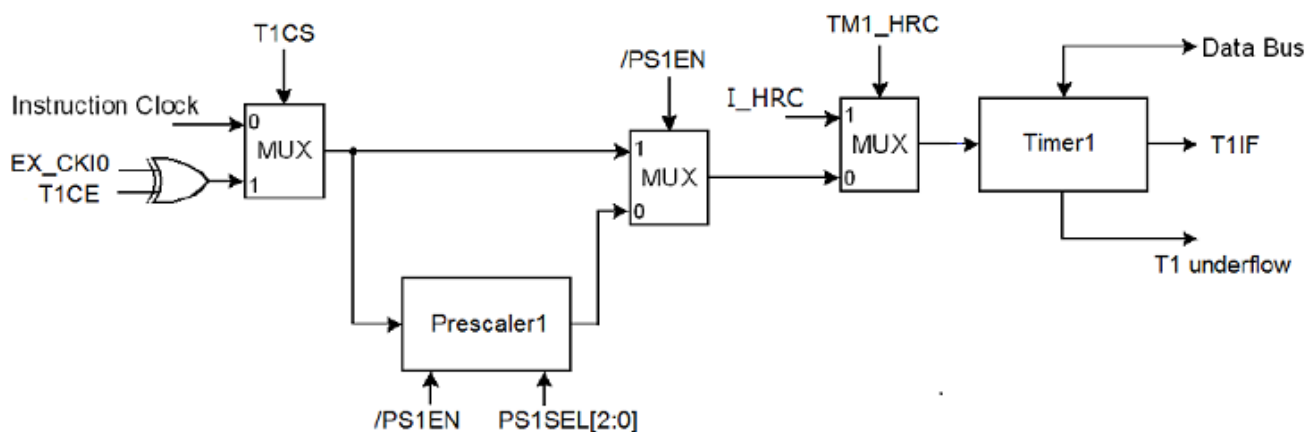 T1CS
TM1_HRC
/PS1EN
Data Bus
Instruction Clock
0
MUX
EX_CKI0
T1CE
1
I_HRC
1
MUX
0
Timer1
T1IF
1
MUX
0
T1 underflow
Prescaler1
/PS1EN
PS1SEL[2:0]